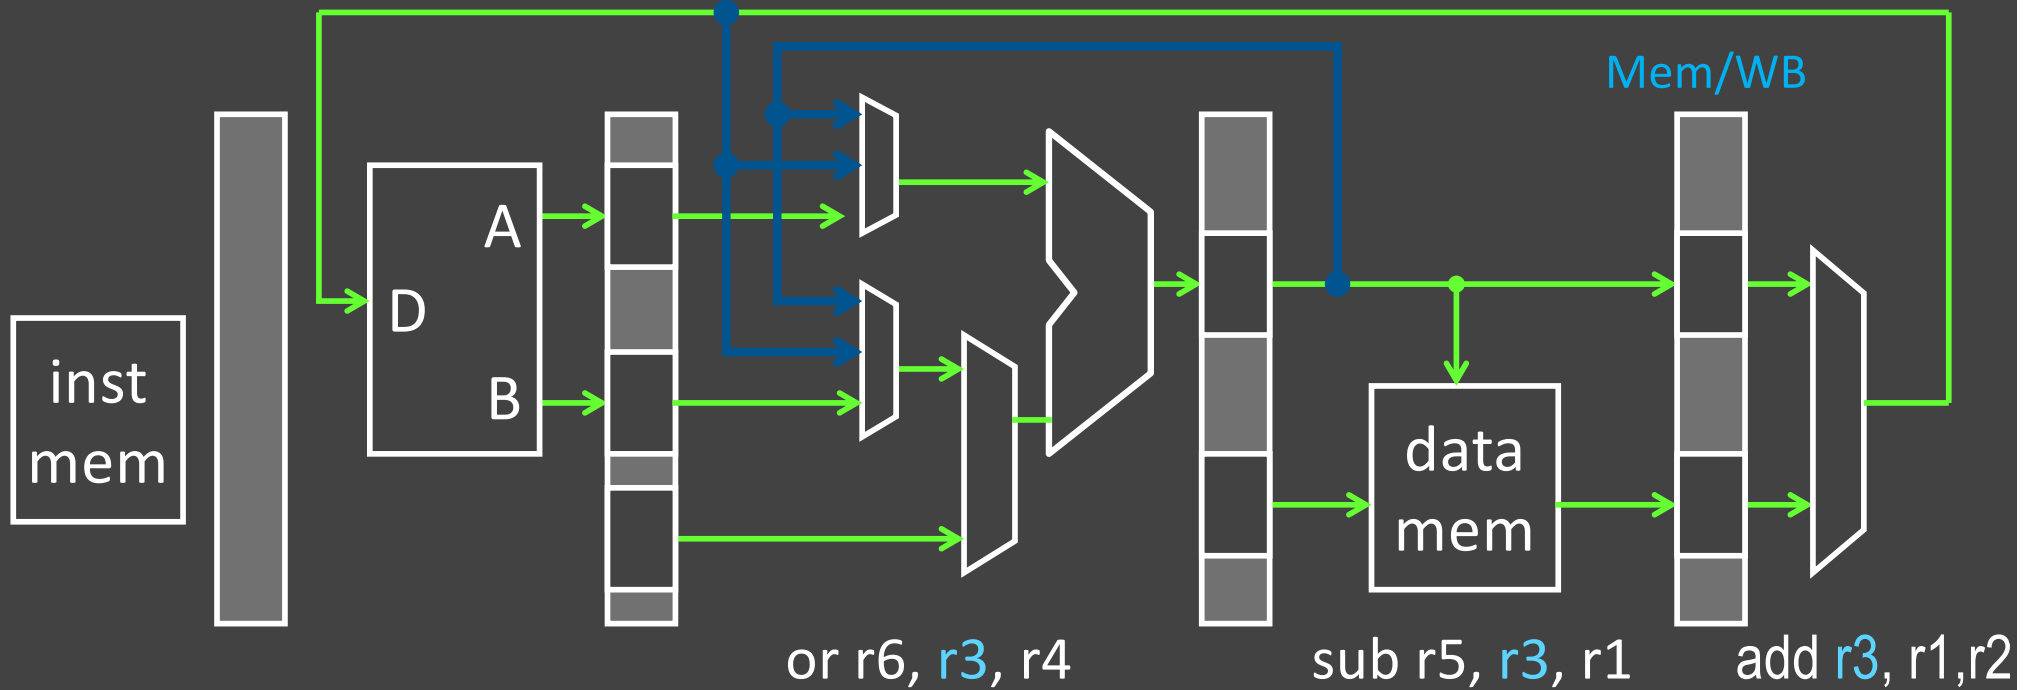 Mem/WB
A
D
B
inst
mem
data
mem
or r6, r3, r4
sub r5, r3, r1
add r3, r1,r2